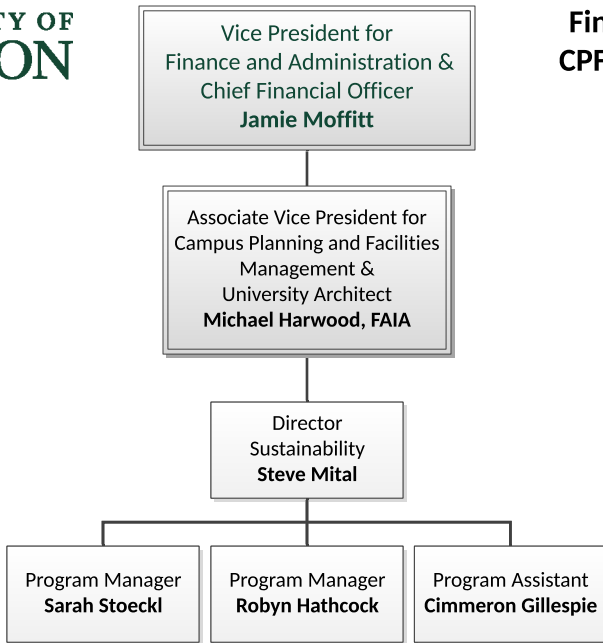 TY OF
ON
Fin
CPF
Vice President for
Finance and Administration &
Chief Financial Officer
Jamie Moffitt
Associate Vice President for
Campus Planning and Facilities
Management &
University Architect
Michael Harwood, FAIA
Director
Sustainability
Steve Mital
Program Manager
Sarah Stoeckl
Program Manager
Robyn Hathcock
Program Assistant
Cimmeron Gillespie